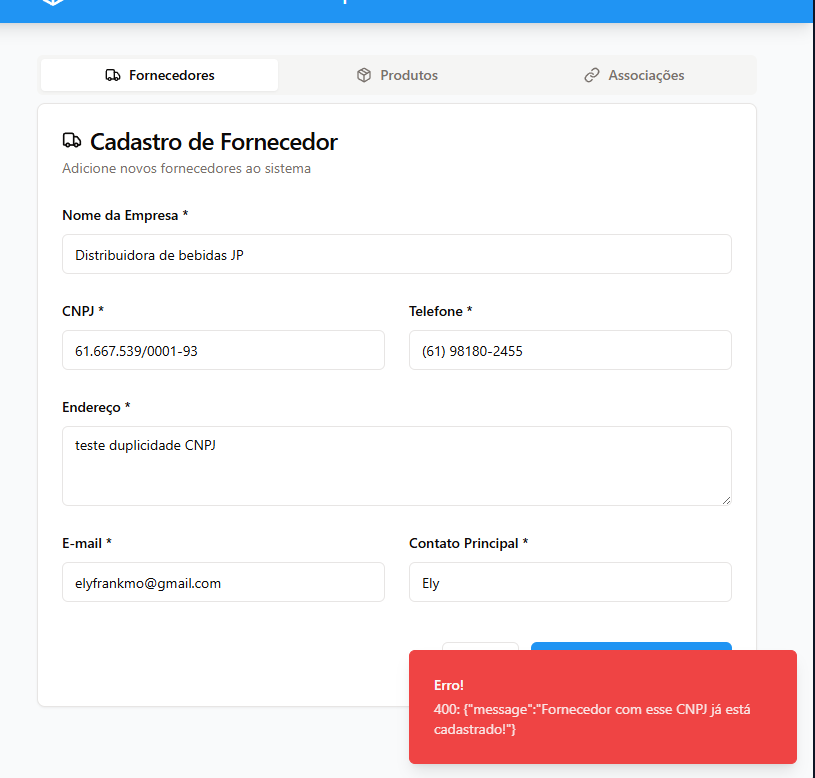 Fornecedores
Produtos
Associações
Cadastro de Fornecedor
Adicione novos fornecedores ao sistema
Nome da Empresa *
Distribuidora de bebidas JP
CNPJ *
Telefone *
61.667.539/0001-93
(61) 98180-2455
Endereço *
teste duplicidade CNPJ
E-mail *
Contato Principal *
elyfrankmo@gmail.com
Ely
Erro!
400: {"message":"Fornecedor com esse CNPJ já está
cadastrado!"}